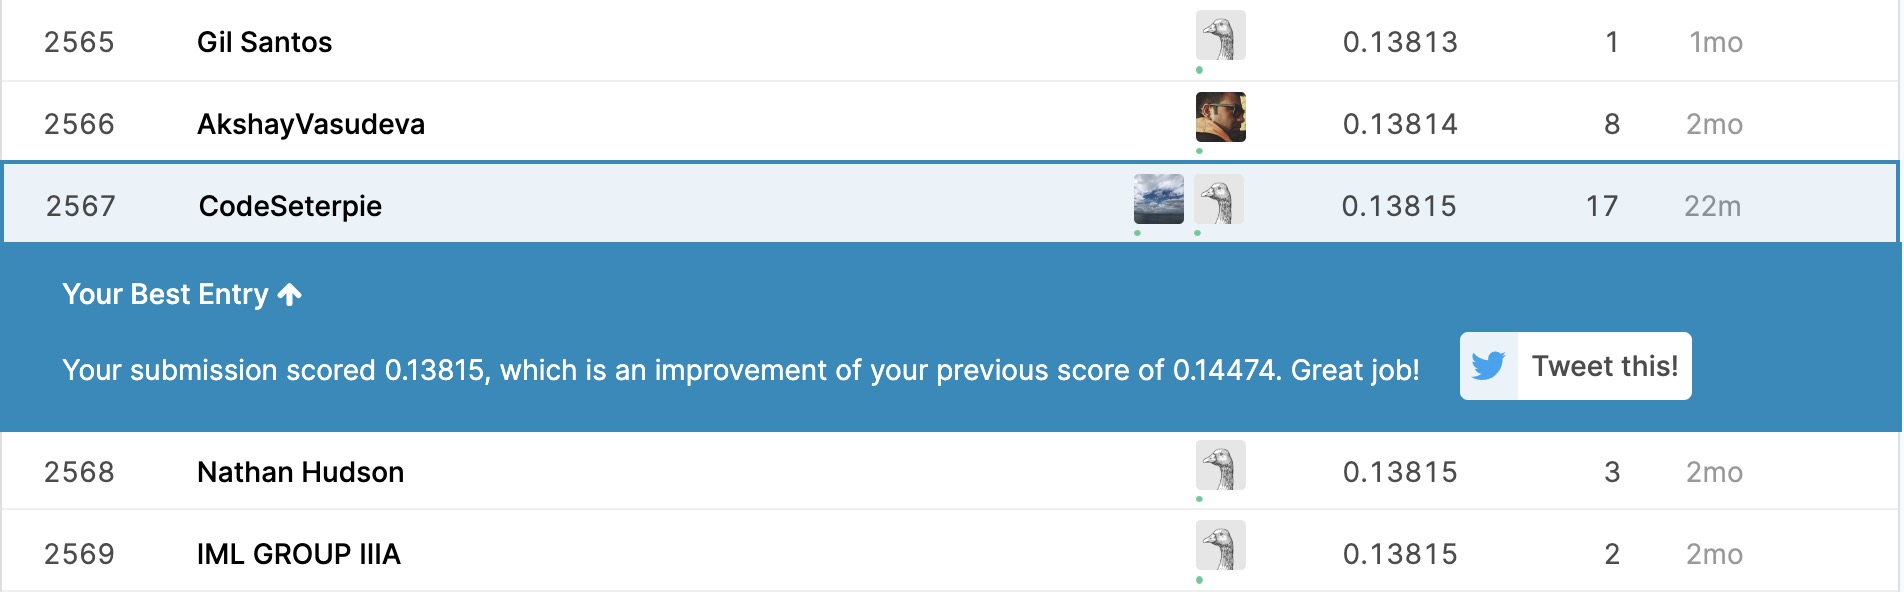 2565 Gil Santos 0.13813 1 1mo
2566 AkshayVasudeva 0.13814 8 2mo
2567 CodeSeterpie 0.13815 17 22m
Your Best Entry
Your submission scored 0.13815, which is an improvement of your previous score of 0.14474. Great job! Tweet this!
2568 Nathan Hudson 0.13815 3 2mo
2569 IML GROUP IIIA 0.13815 2 2mo